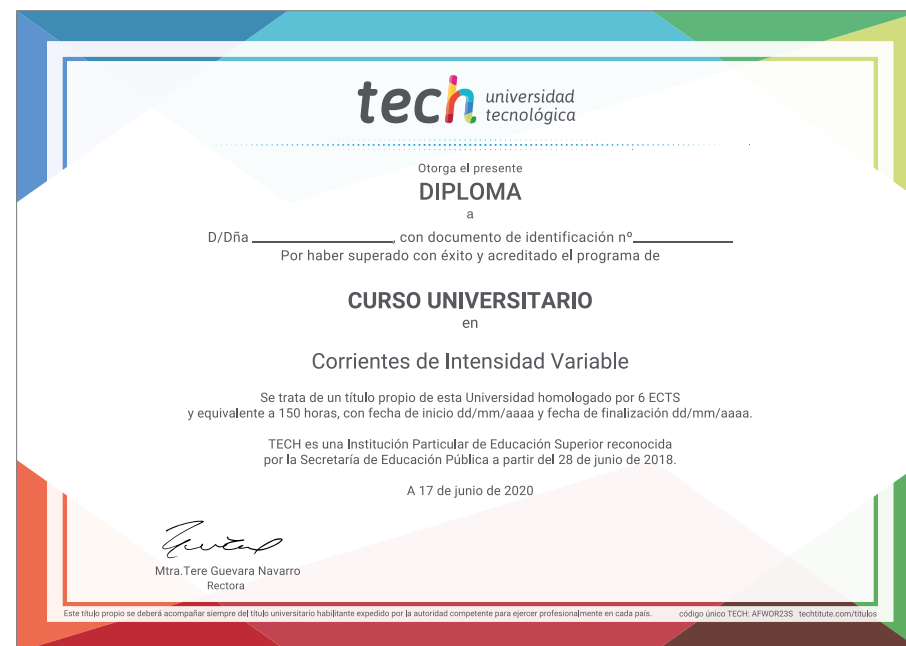 tech universidad
tecnológica
Otorga el presente
DIPLOMA
a
D/Dña ____________________, con documento de identificación nº______________
Por haber superado con éxito y acreditado el programa de
CURSO UNIVERSITARIO
en
Corrientes de Intensidad Variable
Se trata de un título propio de esta Universidad homologado por 6 ECTS
y equivalente a 150 horas, con fecha de inicio dd/mm/aaaa y fecha de finalización dd/mm/aaaa.
TECH es una Institución Particular de Educación Superior reconocida
por la Secretaría de Educación Pública a partir del 28 de junio de 2018.
A 17 de junio de 2020
Mtra.Tere Guevara Navarro
Rectora
Este título propio se deberá acompañar siempre del título universitario habilitante expedido por la autoridad competente para ejercer profesionalmente en cada país. código único TECH: AFWOR23S techtitute.com/titulos